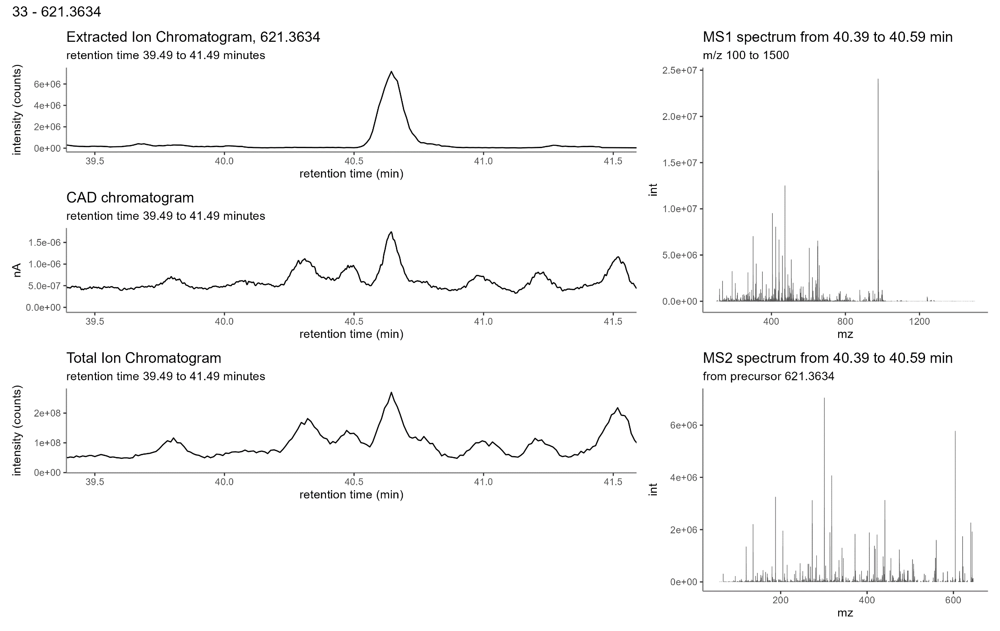 33 - 621.3634
Extracted Ion Chromatogram, 621.3634
retention time 39.49 to 41.49 minutes
intensity (counts)
6e+06
4e+06
2e+06
0e+00
39.5 40.0 40.5 41.0 41.5
retention time (min)
CAD chromatogram
retention time 39.49 to 41.49 minutes
nA
1.5e-06
1.0e-06
5.0e-07
0.0e+00
39.5 40.0 40.5 41.0 41.5
retention time (min)
Total Ion Chromatogram
retention time 39.49 to 41.49 minutes
intensity (counts)
2e+08
1e+08
0e+00
39.5 40.0 40.5 41.0 41.5
retention time (min)
MS1 spectrum from 40.39 to 40.59 min
m/z 100 to 1500
int
2.5e+07
2.0e+07
1.5e+07
1.0e+07
5.0e+06
0.0e+00
400 800 1200
mz
MS2 spectrum from 40.39 to 40.59 min
from precursor 621.3634
int
6e+06
4e+06
2e+06
0e+00
200 400 600
mz